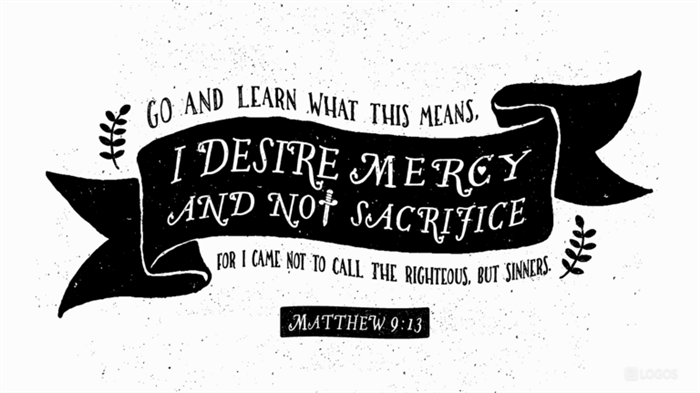 GO AND LEARN WHAT THIS MEANS,
I DESIRE MERCY
AND NOT SACRIFICE
FOR I CAME NOT TO CALL THE RIGHTEOUS, BUT SINNERS.
MATTHEW 9:13
LOGOS